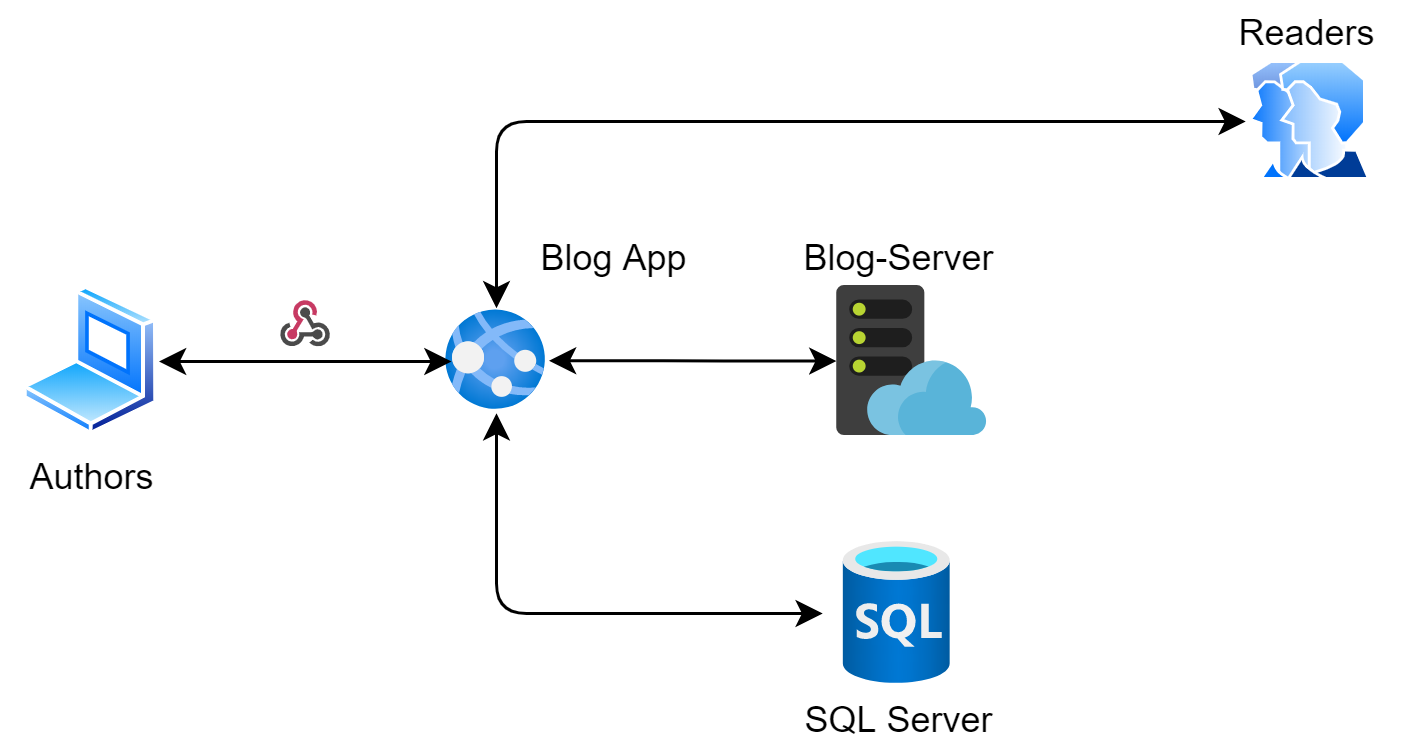 Readers
Blog App
Blog-Server
Authors
SQL
SQL Server